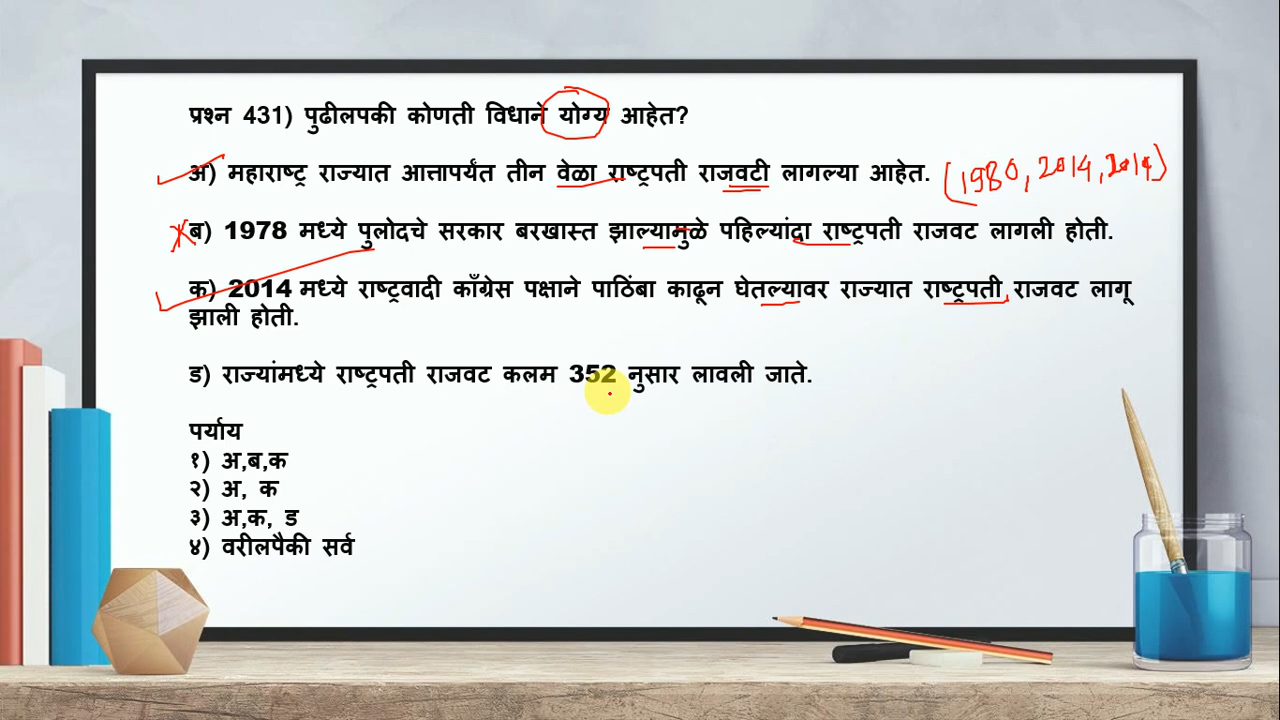 प्रश्न 431) पुढीलपकी कोणती विधाने योग्य आहेत?
अ) महाराष्ट्र राज्यात आत्तापर्यंत तीन वेळा राष्ट्रपती राजवटी लागल्या आहेत. (1980, 2014, 2019)
ब) 1978 मध्ये पुलोदचे सरकार बरखास्त झाल्यामुळे पहिल्यांदा राष्ट्रपती राजवट लागली होती.
क) 2014 मध्ये राष्ट्रवादी काँग्रेस पक्षाने पाठिंबा काढून घेतल्यावर राज्यात राष्ट्रपती राजवट लागू
झाली होती.
ड) राज्यांमध्ये राष्ट्रपती राजवट कलम 352 नुसार लावली जाते.
पर्याय
१) अ,ब,क
२) अ, क
३) अ,क, ड
४) वरीलपैकी सर्व